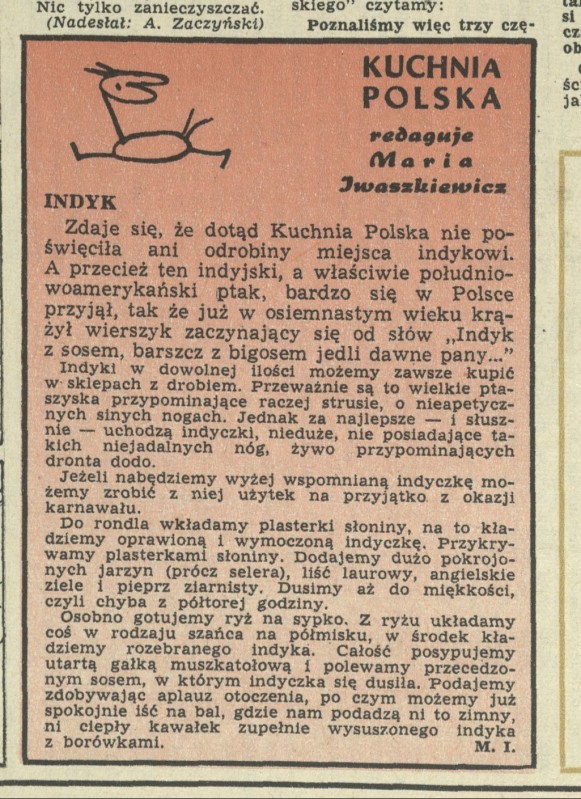 Nic tylko zanieczyszczać.
(Nadesłał: A. Zaczyński)
skiego" czytamy:
Poznaliśmy więc trzy czę-
si
cz
ob
śc
ja
KUCHNIA
POLSKA
redaguje
Maria
Iwaszkiewicz
INDYK
Zdaje się, że dotąd Kuchnia Polska nie po-
święciła ani odrobiny miejsca indykowi.
A przecież ten indyjski, a właściwie południo-
woamerykański ptak, bardzo się w Polsce
przyjął, tak że już w osiemnastym wieku krą-
żył wierszyk zaczynający się od słów „Indyk
z sosem, barszcz z bigosem jedli dawne pany..."
Indyki w dowolnej ilości możemy zawsze kupić
w sklepach z drobiem. Przeważnie są to wielkie pta-
szyska przypominające raczej strusie, o nieapetycz-
nych sinych nogach. Jednak za najlepsze — i słusz-
nie — uchodzą indyczki, nieduże, nie posiadające ta-
kich niejadalnych nóg, żywo przypominających
dronta dodo.
Jeżeli nabędziemy wyżej wspomnianą indyczkę mo-
żemy zrobić z niej użytek na przyjątko z okazji
karnawału.
Do rondla wkładamy plasterki słoniny, na to kła-
dziemy oprawioną i wymoczoną indyczkę. Przykry-
wamy plasterkami słoniny. Dodajemy dużo pokrojo-
nych jarzyn (prócz selera), liść laurowy, angielskie
ziele i pieprz ziarnisty. Dusimy aż do miękkości,
czyli chyba z półtorej godziny.
Osobno gotujemy ryż na sypko. Z ryżu układamy
coś w rodzaju szańca na półmisku, w środek kła-
dziemy rozebranego indyka. Całość posypujemy
utartą gałką muszkatołową i polewamy przecedzo-
nym sosem, w którym indyczka się dusiła. Podajemy
zdobywając aplauz otoczenia, po czym możemy już
spokojnie iść na bal, gdzie nam podadzą ni to zimny,
ni ciepły kawałek zupełnie wysuszonego indyka
z borówkami. M. I.